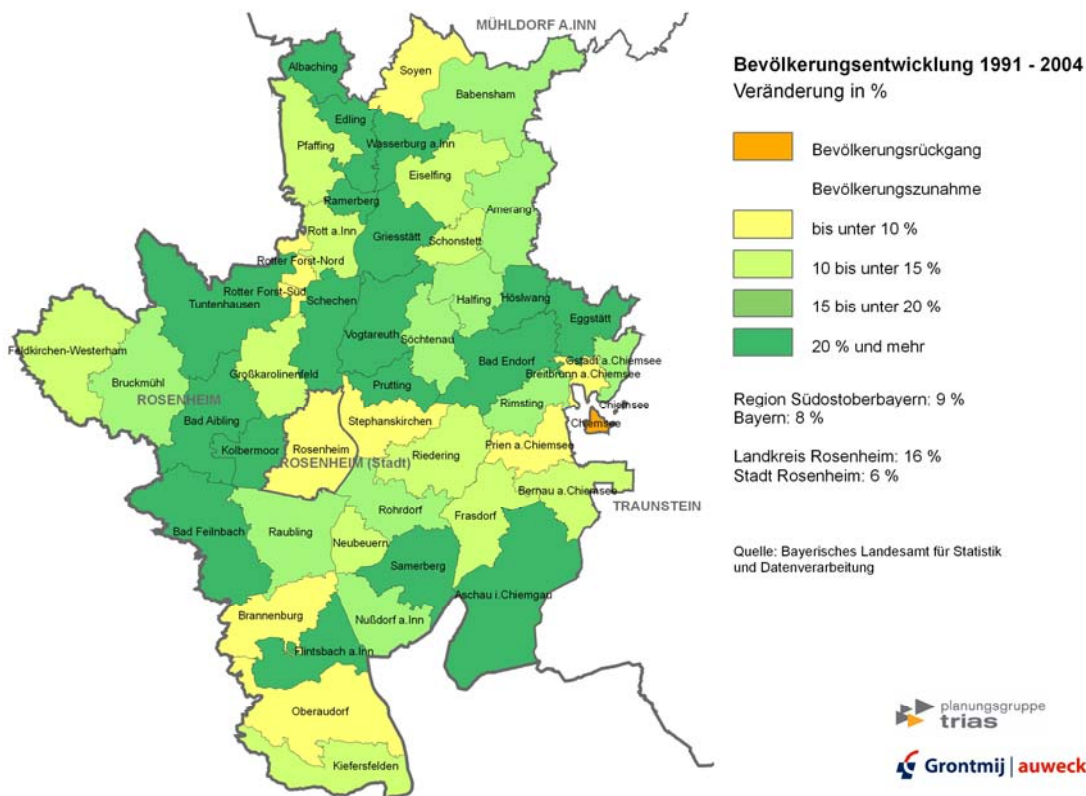 MÜHLDORF A.INN
Albaching
Soyen
Babensham
Edling
Wasserburg a.Inn
Pfaffing
Eiselfing
Ramerberg
Amerang
Rott a.Inn
Griesstätt
Schonstett
Rotter Forst-Nord
Rotter Forst-Süd
Tuntenhausen
Schechen
Halfing
Höslwang
Eggstätt
Vogtareuth
Söchtenau
Feldkirchen-Westerham
Großkarolinenfeld
Bad Endorf
Gstadt a.Chiemsee
Breitbrunn a.Chiemsee
Bruckmühl
Prutting
ROSENHEIM
Rimsting
Chiemsee
Chiemsee
Bad Aibling
Stephanskirchen
Kolbermoor
Rosenheim
Prien a.Chiemsee
ROSENHEIM (Stadt)
Riedering
Bernau a.Chiemsee
TRAUNSTEIN
Rohrdorf
Frasdorf
Bad Feilnbach
Raubling
Neubeuern
Samerberg
Aschau i.Chiemgau
Brannenburg
Nußdorf a.Inn
Flintsbach a.Inn
Oberaudorf
Kiefersfelden
Bevölkerungsentwicklung 1991 - 2004
Veränderung in %
Bevölkerungsrückgang
Bevölkerungszunahme
bis unter 10 %
10 bis unter 15 %
15 bis unter 20 %
20 % und mehr
Region Südostoberbayern: 9 %
Bayern: 8 %
Landkreis Rosenheim: 16 %
Stadt Rosenheim: 6 %
Quelle: Bayerisches Landesamt für Statistik
und Datenverarbeitung
planungsgruppe
trias
Grontmij | auweck